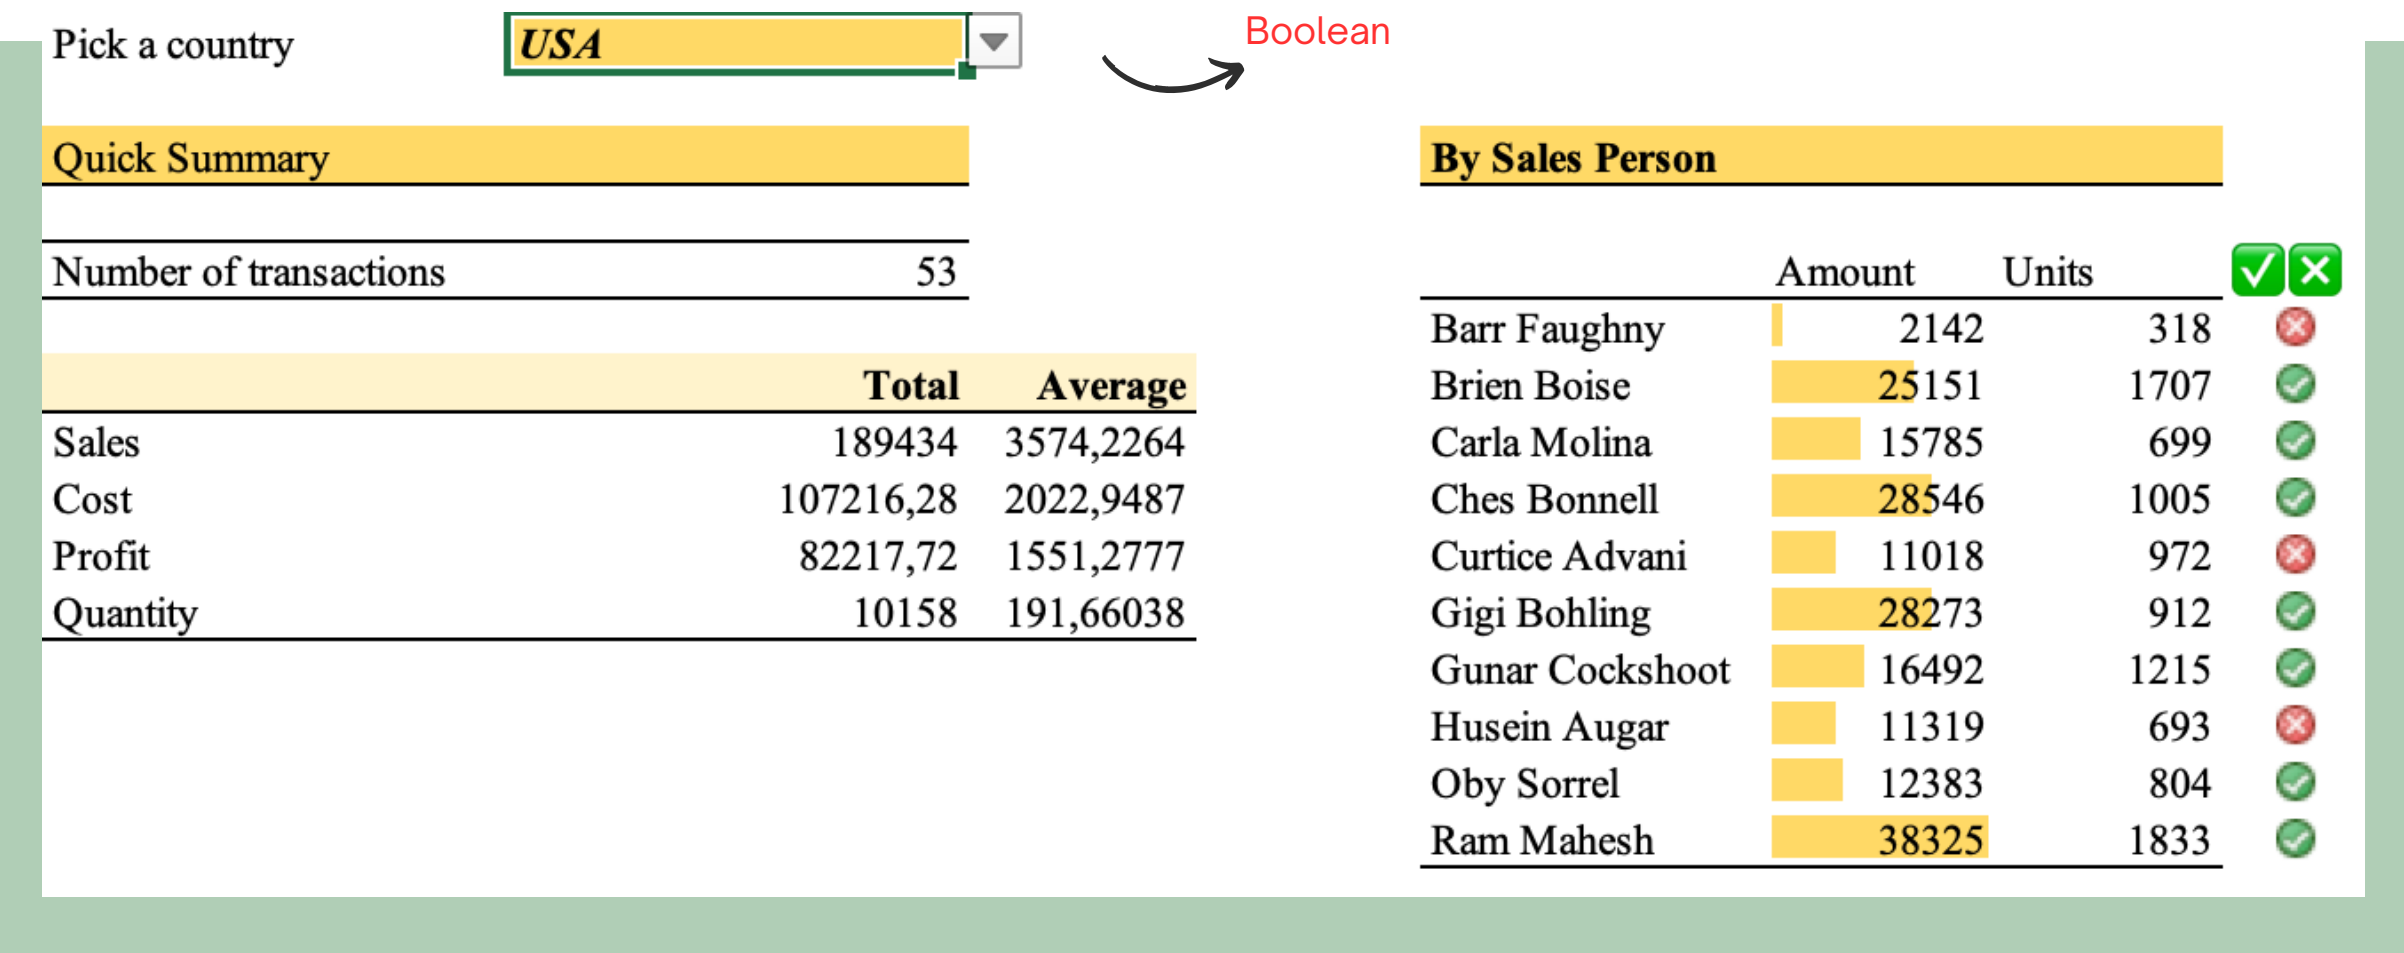 Pick a country USA Boolean
Quick Summary
Number of transactions 53
Total Average
Sales 189434 3574,2264
Cost 107216,28 2022,9487
Profit 82217,72 1551,2777
Quantity 10158 191,66038
By Sales Person
Amount Units
Barr Faughny 2142 318
Brien Boise 25151 1707
Carla Molina 15785 699
Ches Bonnell 28546 1005
Curtice Advani 11018 972
Gigi Bohling 28273 912
Gunar Cockshoot 16492 1215
Husein Augar 11319 693
Oby Sorrel 12383 804
Ram Mahesh 38325 1833